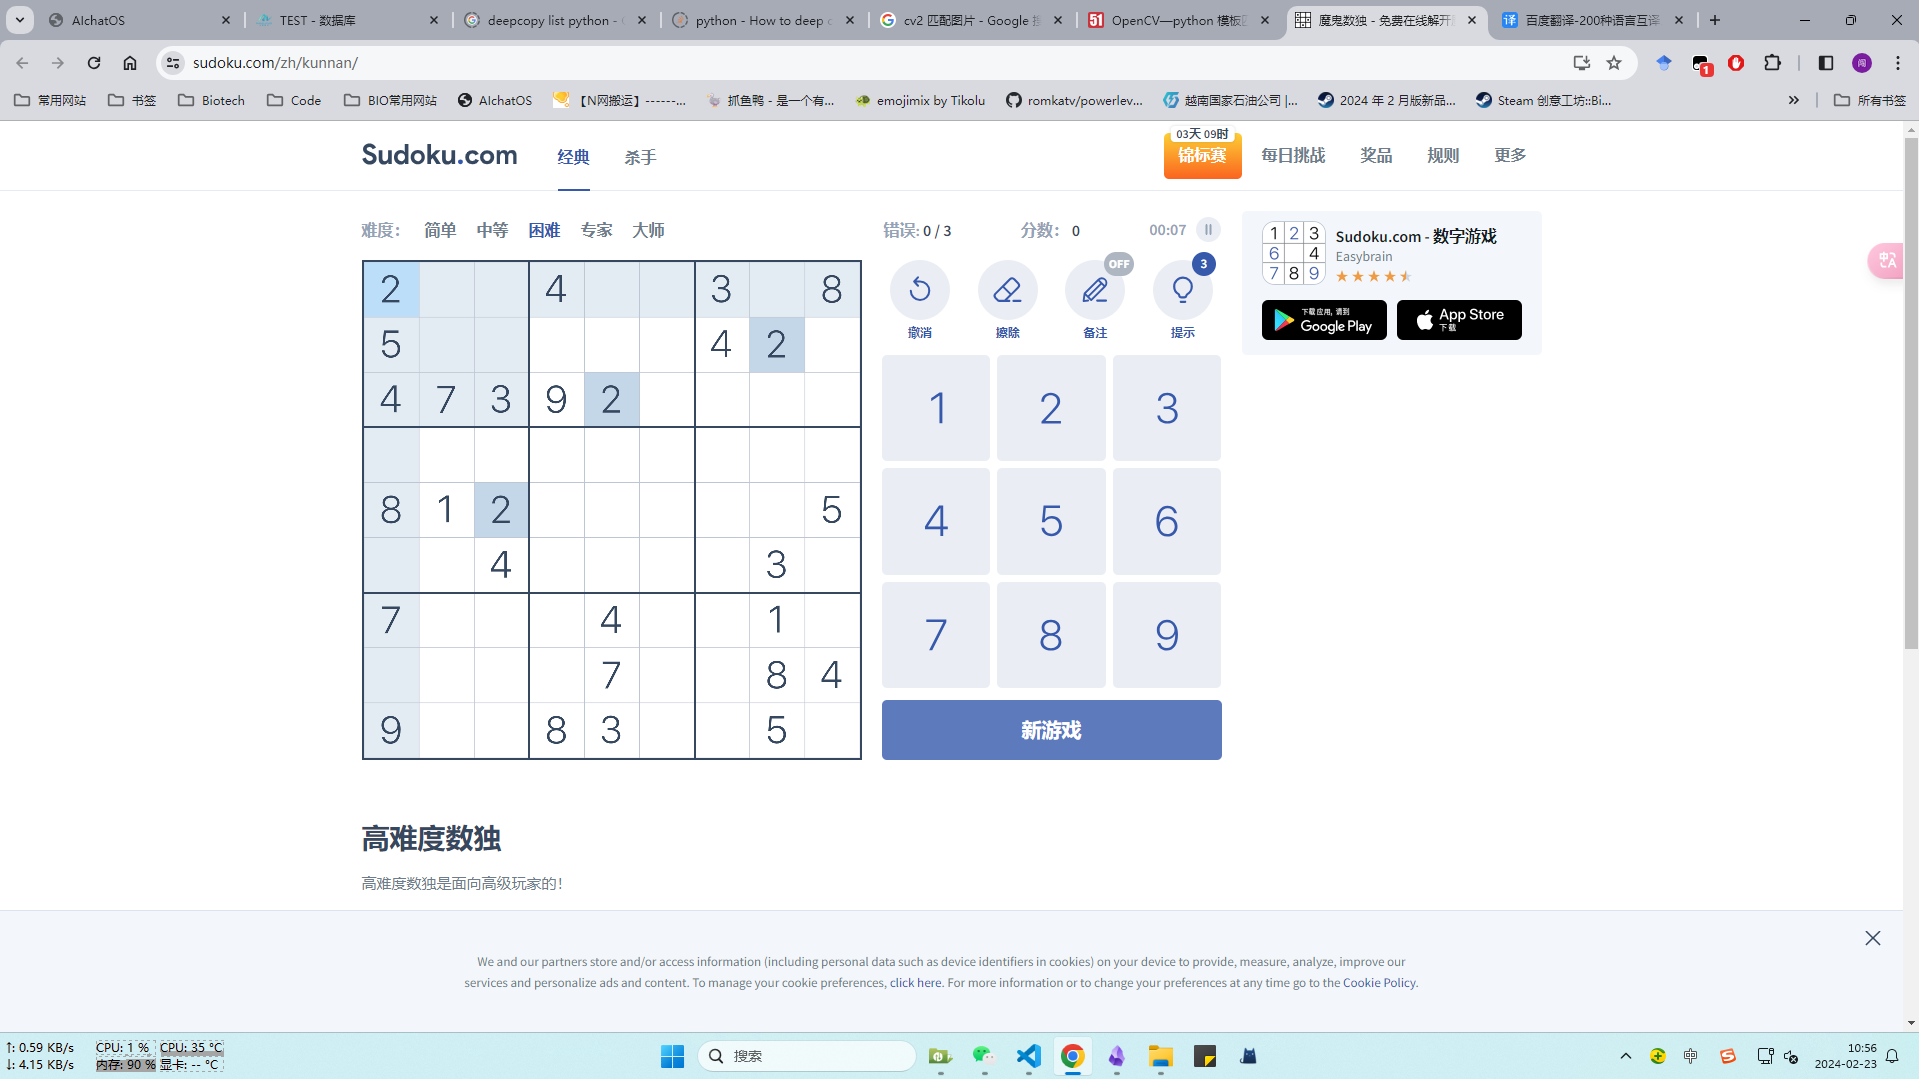 AIchatOS
TEST - 数据库
deepcopy list python -
python - How to deep c
cv2 匹配图片 - Google 搜
OpenCV—python 模板匹
魔鬼数独 - 免费在线解开
百度翻译-200种语言互译
sudoku.com/zh/kunnan/
1
常用网站
书签
Biotech
Code
BIO常用网站
AIchatOS
【N网搬运】------...
抓鱼鸭 - 是一个有...
emojimix by Tikolu
romkatv/powerlev...
越南国家石油公司 |...
2024 年 2 月版新品...
Steam 创意工坊::Bi...
所有书签
Sudoku.com
经典
杀手
03天 09时
锦标赛
每日挑战
奖品
规则
更多
难度:
简单
中等
困难
专家
大师
错误: 0 / 3
分数: 0
00:07
2 4 3 8
5 4 2
4 7 3 9 2
8 1 2 5
4 3
7 4 1
7 8 4
9 8 3 5
OFF
3
撤消
擦除
备注
提示
1 2 3
4 5 6
7 8 9
新游戏
1 2 3
6 4
7 8 9
Sudoku.com - 数字游戏
Easybrain
下载应用, 请到
Google Play
App Store
下载
高难度数独
高难度数独是面向高级玩家的！
We and our partners store and/or access information (including personal data such as device identifiers in cookies) on your device to provide, measure, analyze, improve our
services and personalize ads and content. To manage your cookie preferences, click here. For more information or to change your preferences at any time go to the Cookie Policy.
↑: 0.59 KB/s
CPU: 1 %
CPU: 35 °C
↓: 4.15 KB/s
内存: 90 %
显卡: -- °C
搜索
中
10:56
2024-02-23